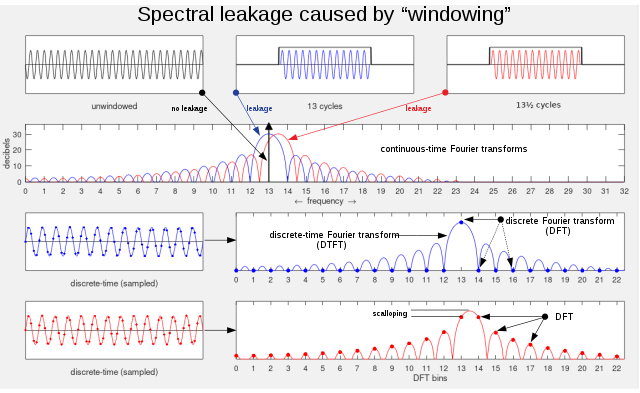 Spectral leakage caused by “windowing”
unwindowed
no leakage
leakage
13 cycles
leakage
13½ cycles
decibels
30
20
10
0
continuous-time Fourier transforms
0 1 2 3 4 5 6 7 8 9 10 11 12 13 14 15 16 17 18 19 20 21 22 23 24 25 26 27 28 29 30 31 32
← frequency →
discrete-time (sampled)
discrete-time Fourier transform
(DTFT)
discrete Fourier transform
(DFT)
0 1 2 3 4 5 6 7 8 9 10 11 12 13 14 15 16 17 18 19 20 21 22
discrete-time (sampled)
scalloping
DFT
0 1 2 3 4 5 6 7 8 9 10 11 12 13 14 15 16 17 18 19 20 21 22
DFT bins